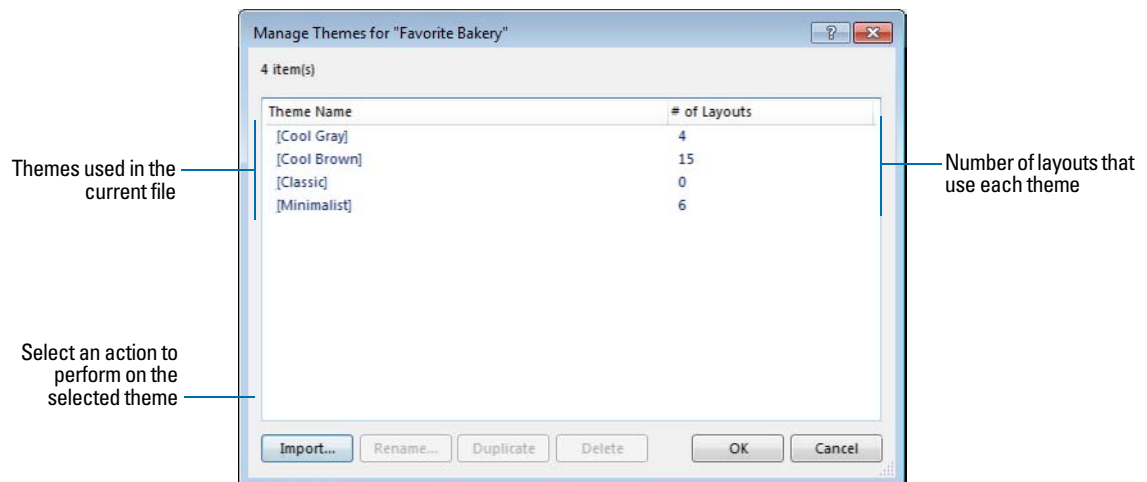 Manage Themes for "Favorite Bakery"
4 item(s)
Theme Name # of Layouts
[Cool Gray] 4
[Cool Brown] 15
[Classic] 0
[Minimalist] 6
Themes used in the
current file
Number of layouts that
use each theme
Select an action to
perform on the
selected theme
Import... Rename... Duplicate Delete OK Cancel